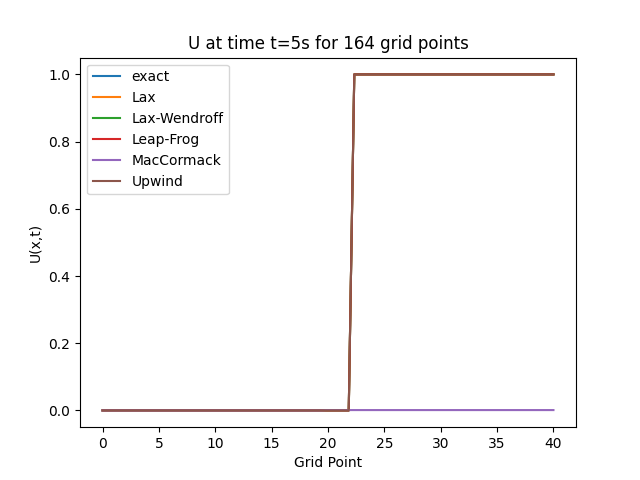 U at time t=5s for 164 grid points
1.0
0.8
0.6
0.4
0.2
0.0
U(x,t)
exact
Lax
Lax-Wendroff
Leap-Frog
MacCormack
Upwind
0 5 10 15 20 25 30 35 40
Grid Point